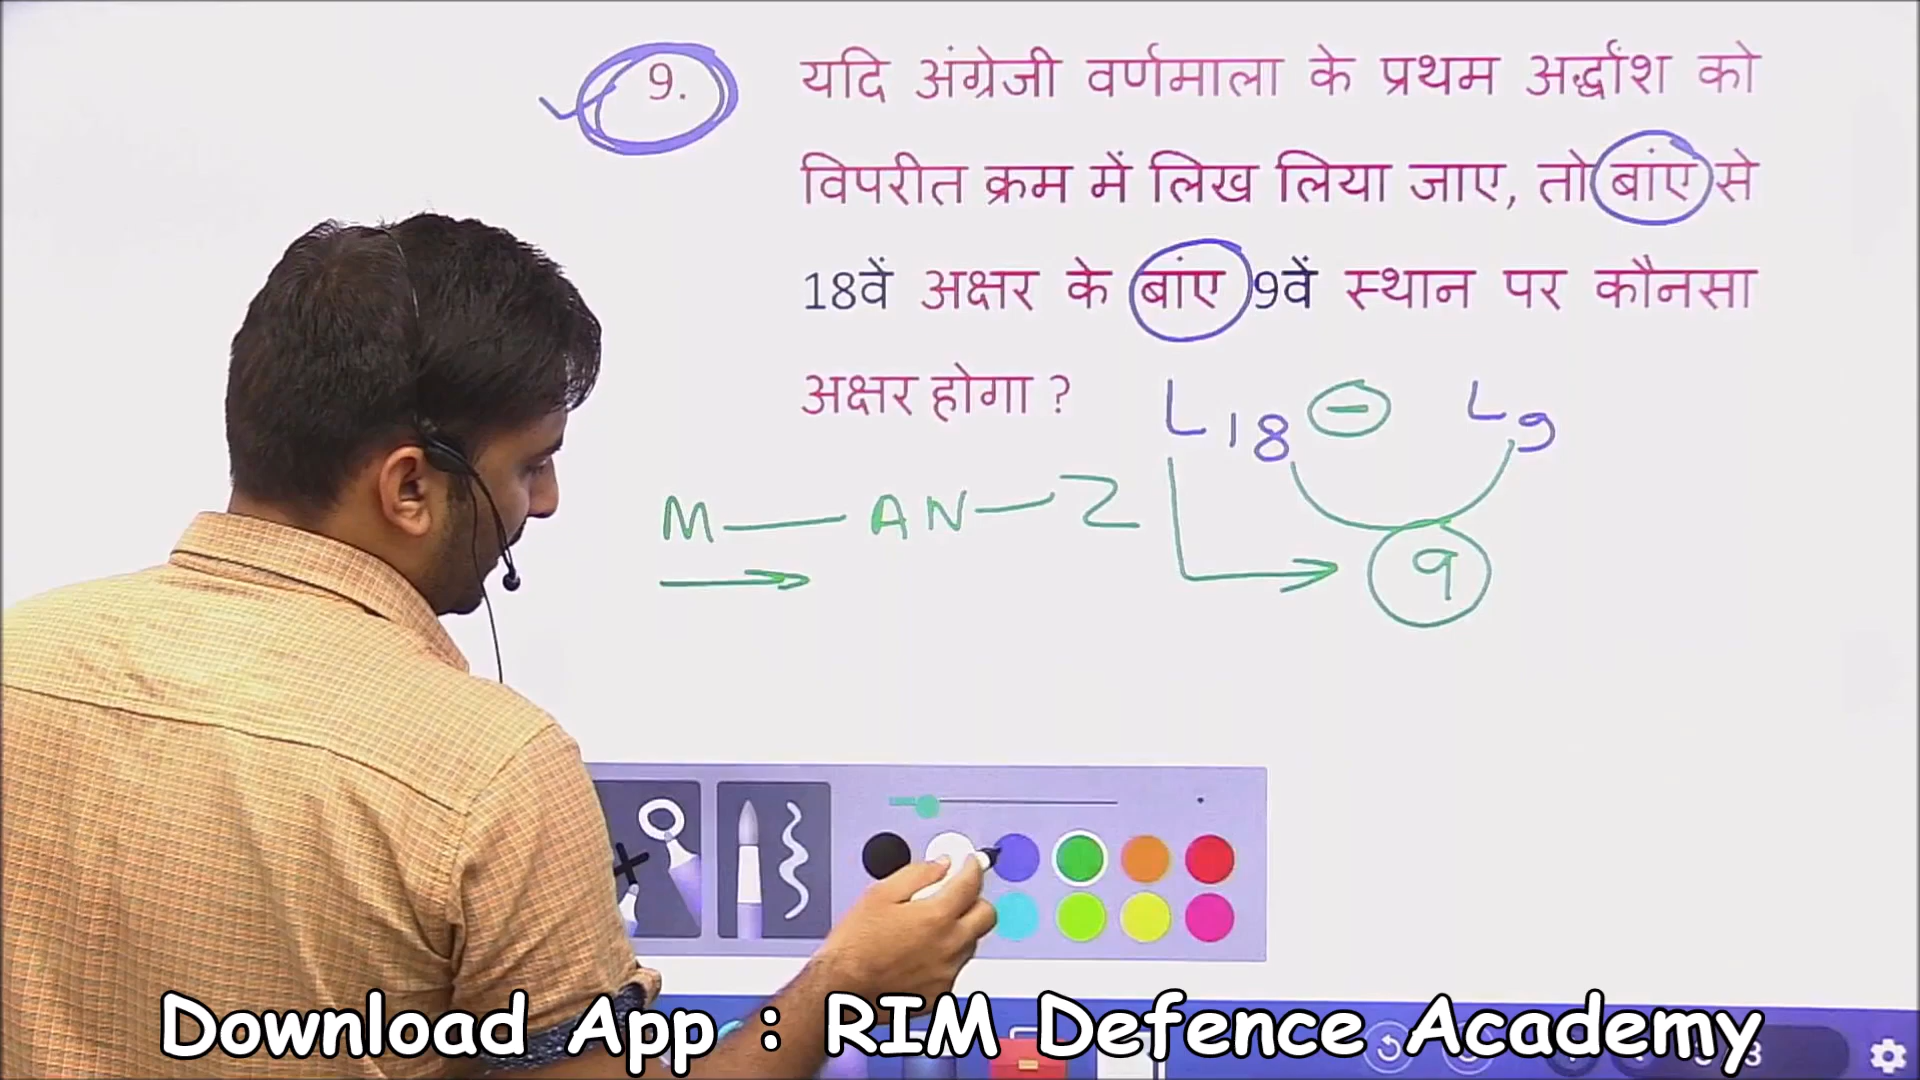 9. यदि अंग्रेजी वर्णमाला के प्रथम अर्द्धांश को
विपरीत क्रम में लिख लिया जाए, तो बांए से
18वें अक्षर के बांए 9वें स्थान पर कौनसा
अक्षर होगा ?
L18 - L9
M — AN — Z
9
Download App : RIM Defence Academy